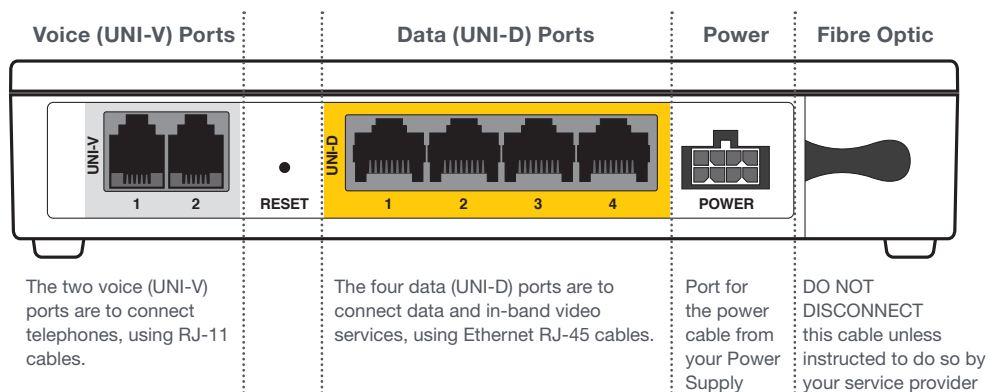 Voice (UNI-V) Ports
Data (UNI-D) Ports
Power
Fibre Optic
UNI-V
1 2
RESET
UNI-D
1 2 3 4
POWER
The two voice (UNI-V)
ports are to connect
telephones, using RJ-11
cables.
The four data (UNI-D) ports are to
connect data and in-band video
services, using Ethernet RJ-45 cables.
Port for
the power
cable from
your Power
Supply
DO NOT
DISCONNECT
this cable unless
instructed to do so by
your service provider